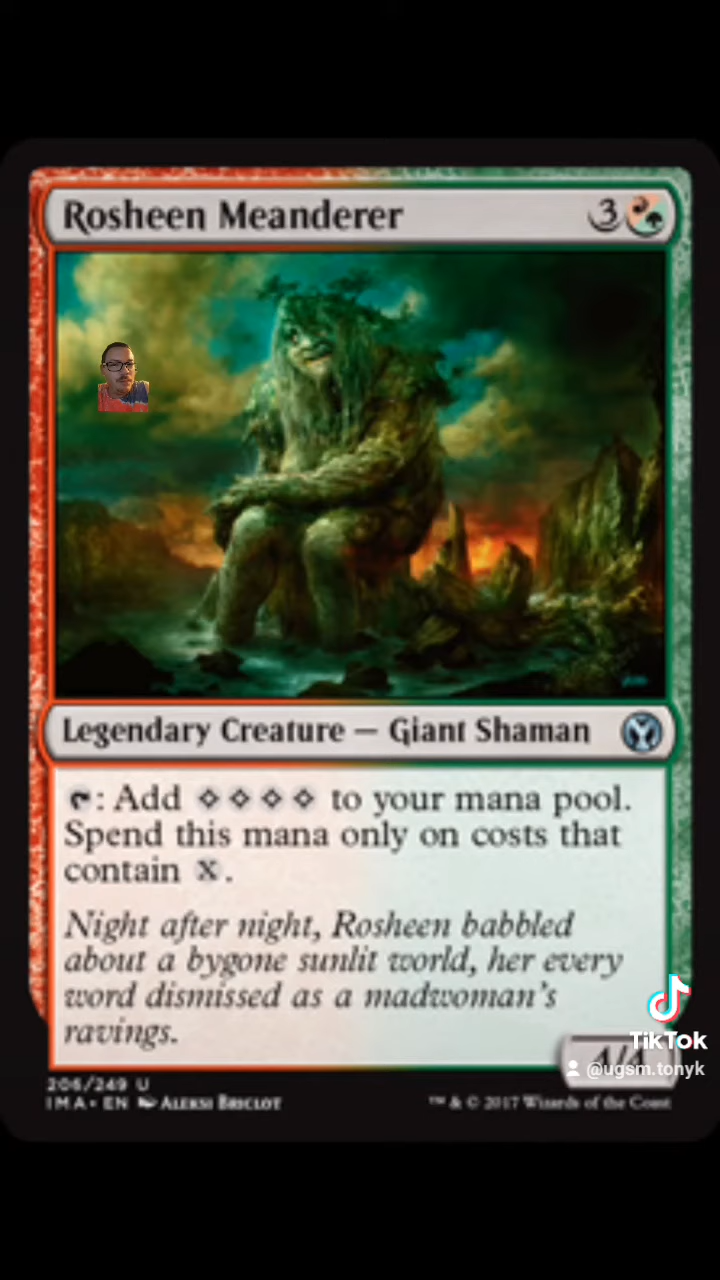 Rosheen Meanderer 3
Legendary Creature — Giant Shaman
: Add ◇◇◇◇ to your mana pool.
Spend this mana only on costs that
contain X.
Night after night, Rosheen babbled
about a bygone sunlit world, her every
word dismissed as a madwoman's
ravings.
TikTok
4/4
@ugsm.tonyk
206/249 U
IMA • EN Aleksi Briclot
™ & © 2017 Wizards of the Coast